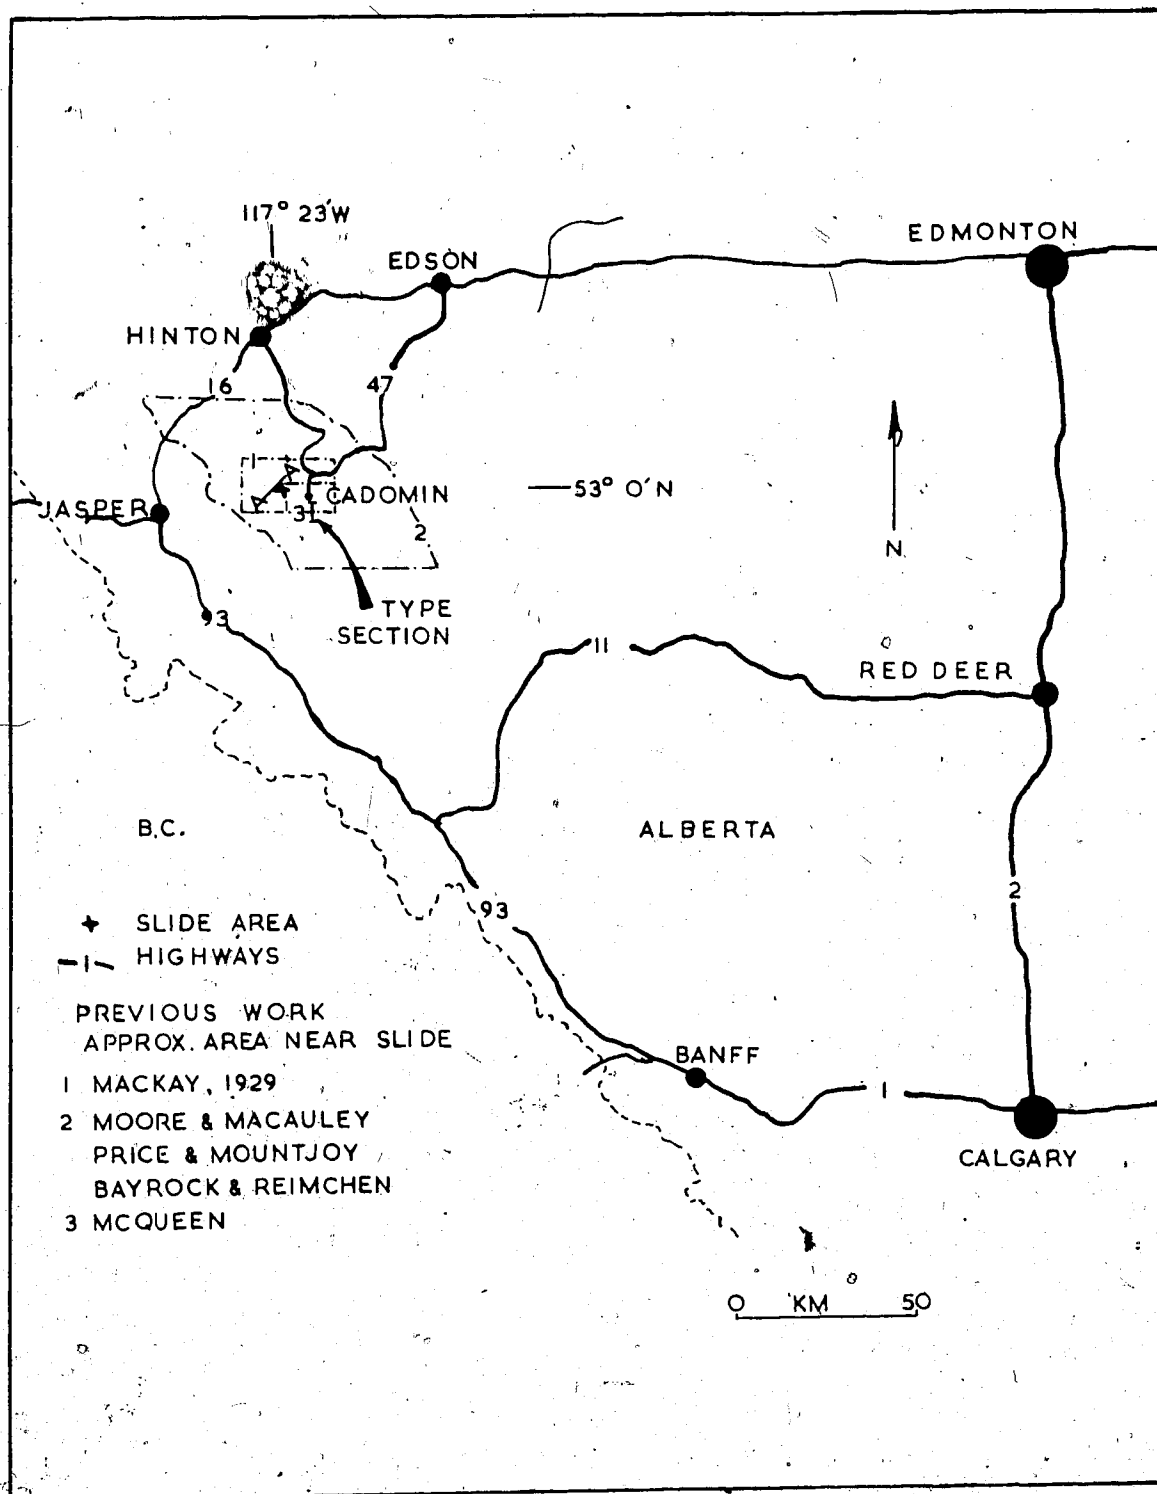 117° 23'W
EDMONTON
EDSON
HINTON
16
47
1
A
A
CADOMIN
53° 0'N
JASPER
31
2
N
93
TYPE
SECTION
11
RED DEER
B.C.
ALBERTA
2
93
+ SLIDE AREA
-1- HIGHWAYS
PREVIOUS WORK
APPROX. AREA NEAR SLIDE
1 MACKAY, 1929
2 MOORE & MACAULEY
PRICE & MOUNTJOY
BAYROCK & REIMCHEN
3 MCQUEEN
BANFF
1
CALGARY
0 KM 50